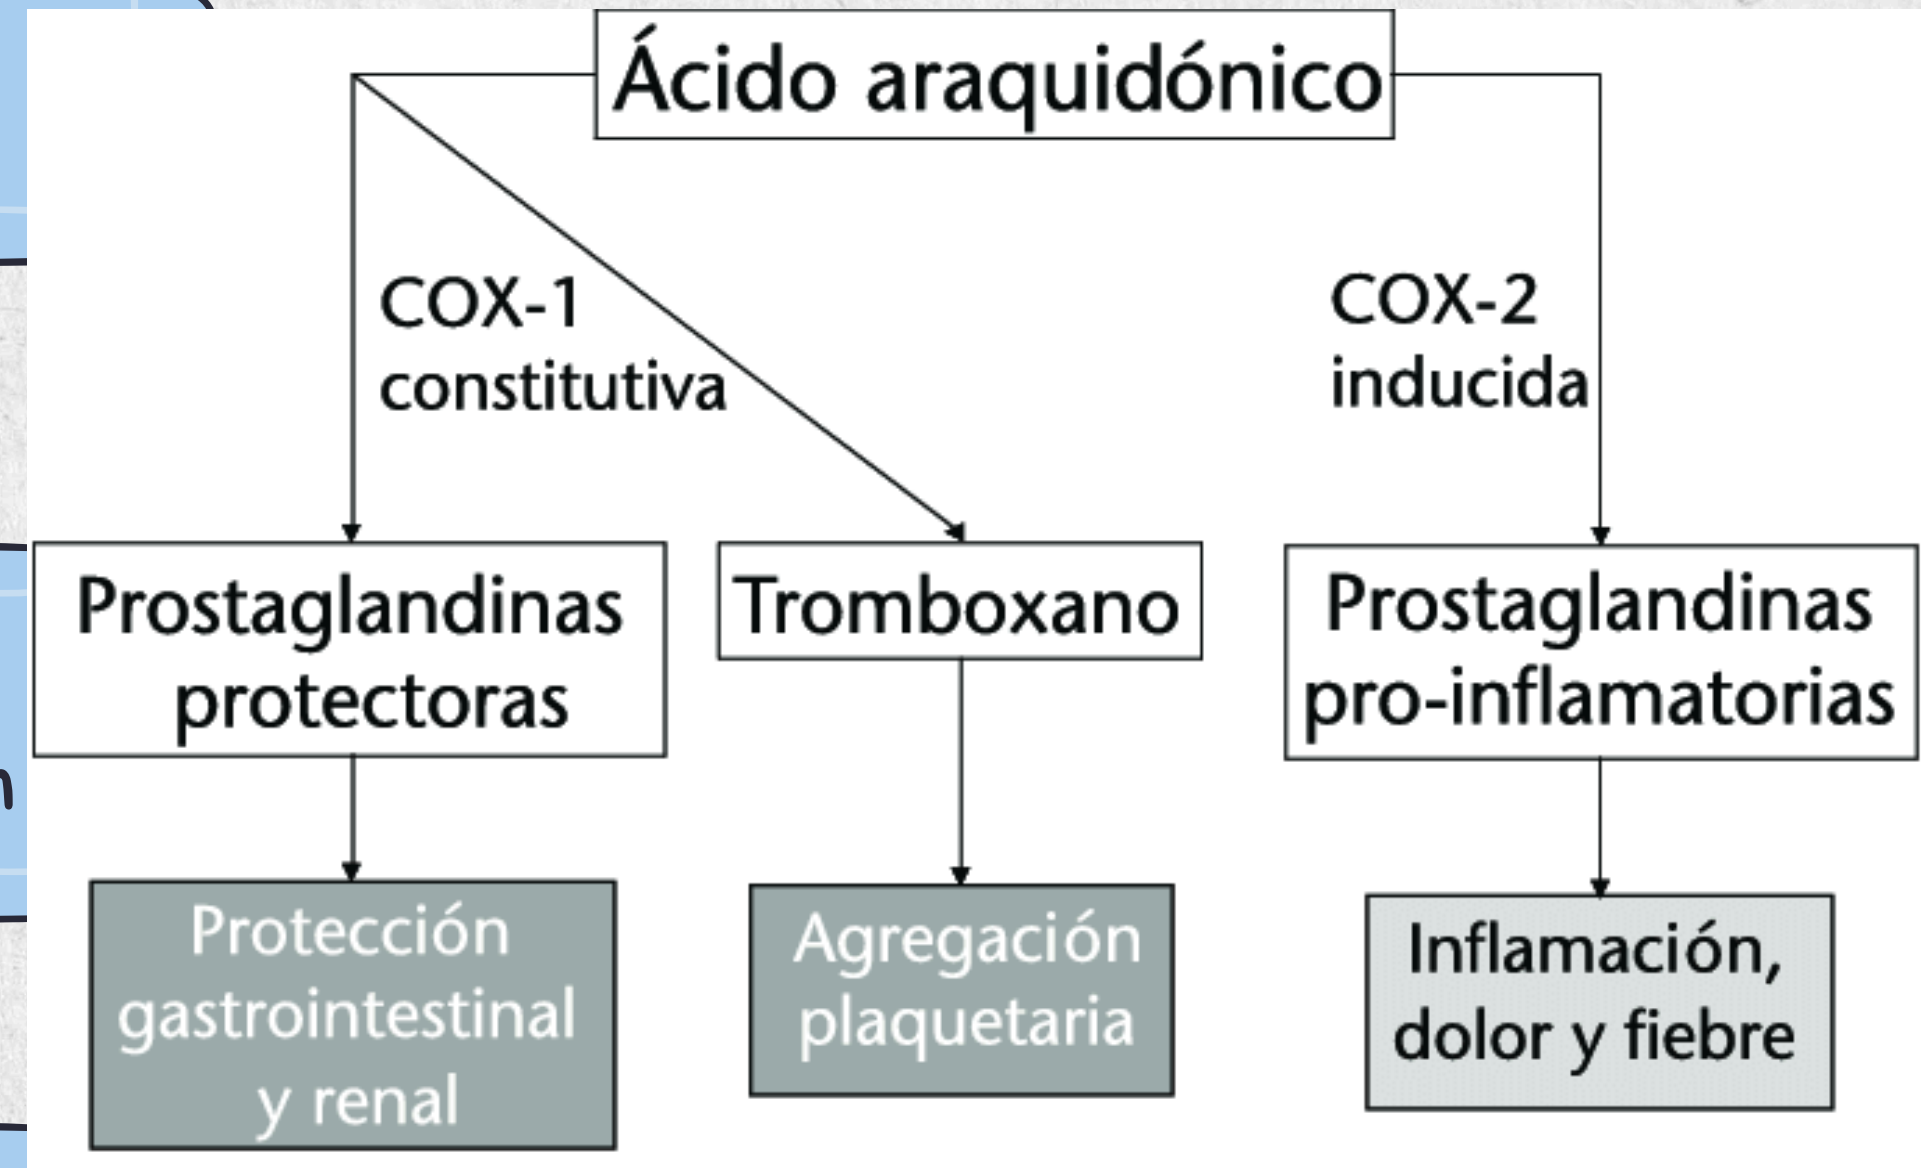 Ácido araquidónico
COX-1
constitutiva
COX-2
inducida
Prostaglandinas
protectoras
Tromboxano
Prostaglandinas
pro-inflamatorias
Protección
gastrointestinal
y renal
Agregación
plaquetaria
Inflamación,
dolor y fiebre